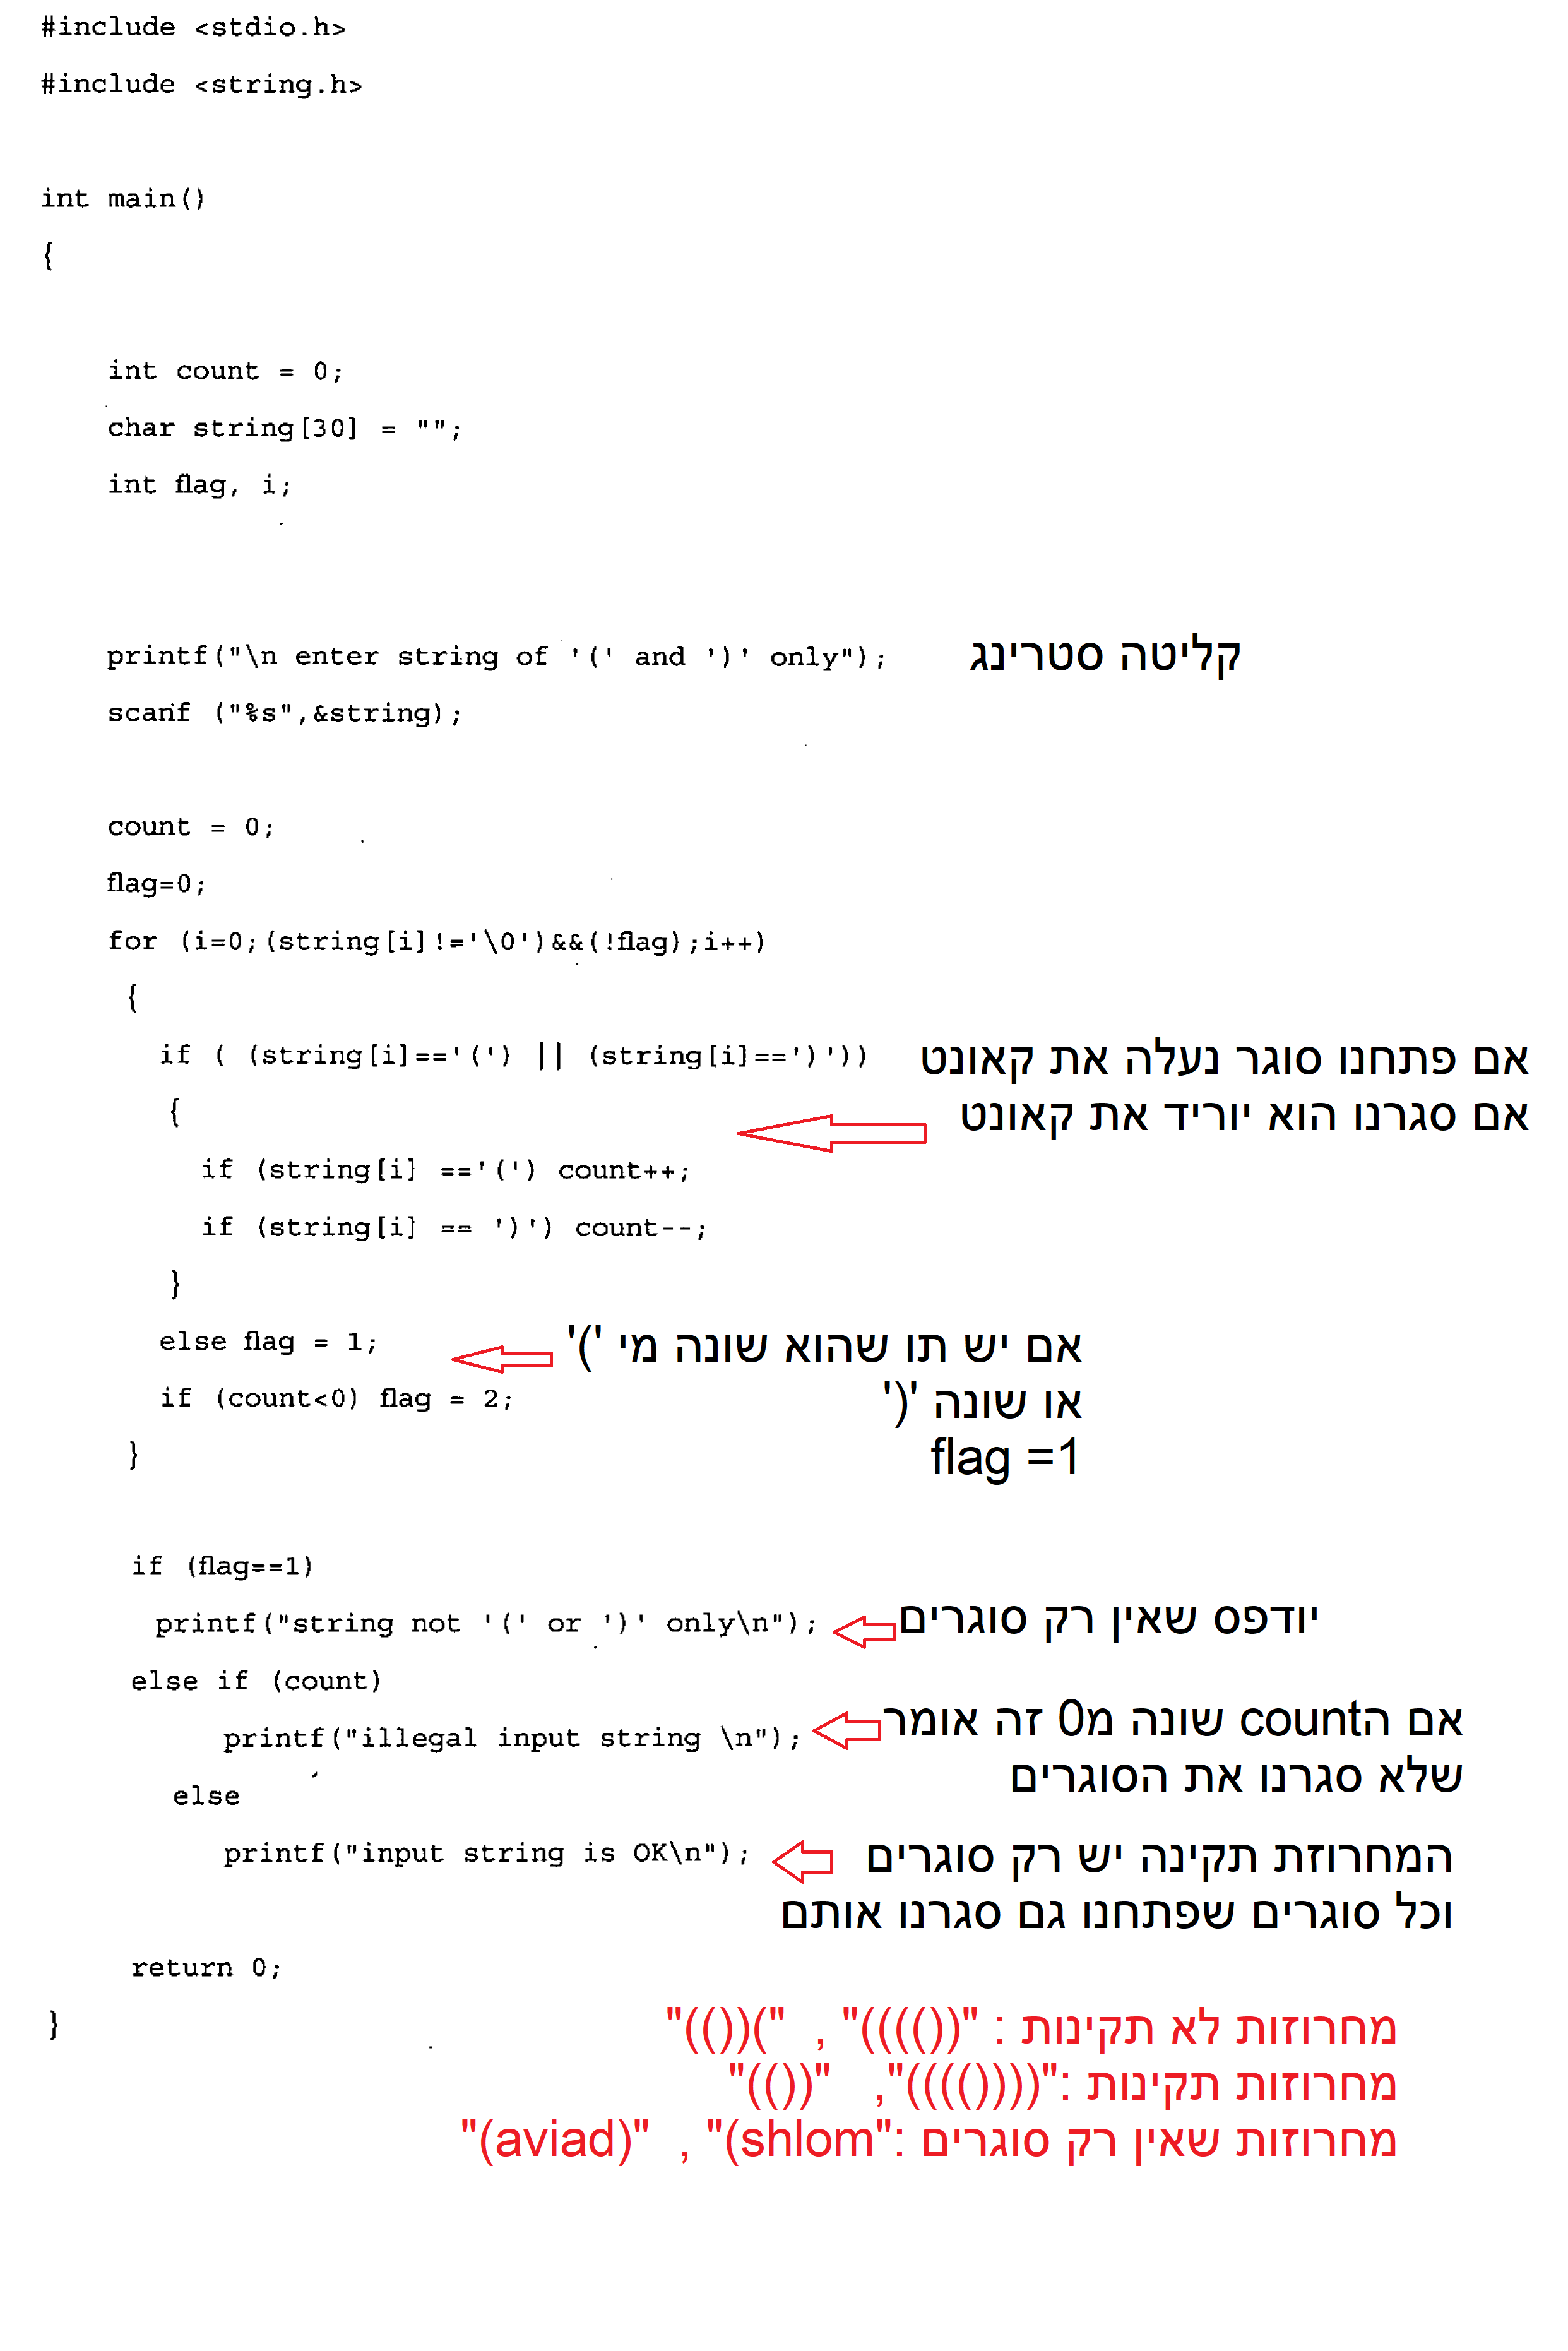 #include <stdio.h>
#include <string.h>
int main()
{
int count = 0;
char string[30] = "";
int flag, i;
printf("\n enter string of '(' and ')' only"); קליטה סטרינג
scanf ("%s",&string);
count = 0;
flag=0;
for (i=0;(string[i]!='\0')&&(!flag);i++)
{
if ( (string[i]=='(') || (string[i]==')')) אם פתחנו סוגר נעלה את קאונט
{ אם סגרנו הוא יוריד את קאונט
if (string[i] =='(') count++;
if (string[i] == ')') count--;
}
else flag = 1; אם יש תו שהוא שונה מי ')'
if (count<0) flag = 2; או שונה '('
} flag =1
if (flag==1)
printf("string not '(' or ')' only\n"); יודפס שאין רק סוגרים
else if (count)
printf("illegal input string \n"); אם הcount שונה מ0 זה אומר
שלא סגרנו את הסוגרים
else
printf("input string is OK\n"); המחרוזת תקינה יש רק סוגרים
וכל סוגרים שפתחנו גם סגרנו אותם
return 0;
}
מחרוזות לא תקינות : "(())))" , ")(())"
מחרוזות תקינות :"(((())))", "(())"
מחרוזות שאין רק סוגרים :"shlom)" , "(aviad)"